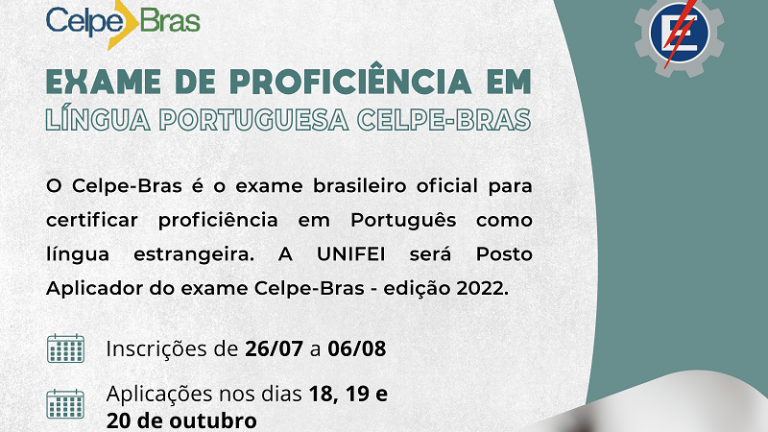 Celpe Bras
E
EXAME DE PROFICIÊNCIA EM
LÍNGUA PORTUGUESA CELPE-BRAS
O Celpe-Bras é o exame brasileiro oficial para
certificar proficiência em Português como
língua estrangeira. A UNIFEI será Posto
Aplicador do exame Celpe-Bras - edição 2022.
Inscrições de 26/07 a 06/08
Aplicações nos dias 18, 19 e
20 de outubro